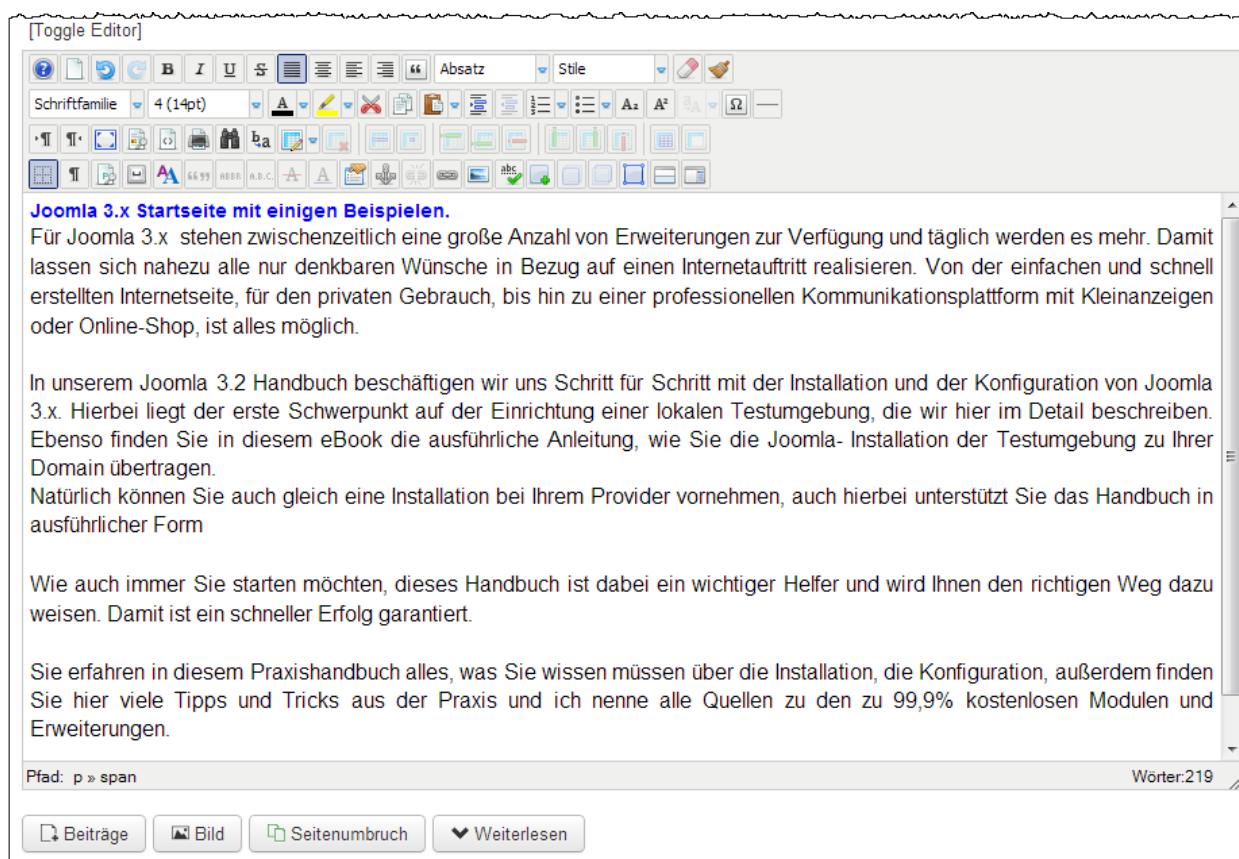 [Toggle Editor]
Absatz Stile
Schriftfamilie 4 (14pt)
Joomla 3.x Startseite mit einigen Beispielen.
Für Joomla 3.x  stehen zwischenzeitlich eine große Anzahl von Erweiterungen zur Verfügung und täglich werden es mehr. Damit
lassen sich nahezu alle nur denkbaren Wünsche in Bezug auf einen Internetauftritt realisieren. Von der einfachen und schnell
erstellten Internetseite, für den privaten Gebrauch, bis hin zu einer professionellen Kommunikationsplattform mit Kleinanzeigen
oder Online-Shop, ist alles möglich.
In unserem Joomla 3.2 Handbuch beschäftigen wir uns Schritt für Schritt mit der Installation und der Konfiguration von Joomla
3.x. Hierbei liegt der erste Schwerpunkt auf der Einrichtung einer lokalen Testumgebung, die wir hier im Detail beschreiben.
Ebenso finden Sie in diesem eBook die ausführliche Anleitung, wie Sie die Joomla- Installation der Testumgebung zu Ihrer
Domain übertragen.
Natürlich können Sie auch gleich eine Installation bei Ihrem Provider vornehmen, auch hierbei unterstützt Sie das Handbuch in
ausführlicher Form
Wie auch immer Sie starten möchten, dieses Handbuch ist dabei ein wichtiger Helfer und wird Ihnen den richtigen Weg dazu
weisen. Damit ist ein schneller Erfolg garantiert.
Sie erfahren in diesem Praxishandbuch alles, was Sie wissen müssen über die Installation, die Konfiguration, außerdem finden
Sie hier viele Tipps und Tricks aus der Praxis und ich nenne alle Quellen zu den zu 99,9% kostenlosen Modulen und
Erweiterungen.
Pfad: p » span Wörter:219
Beiträge Bild Seitenumbruch Weiterlesen